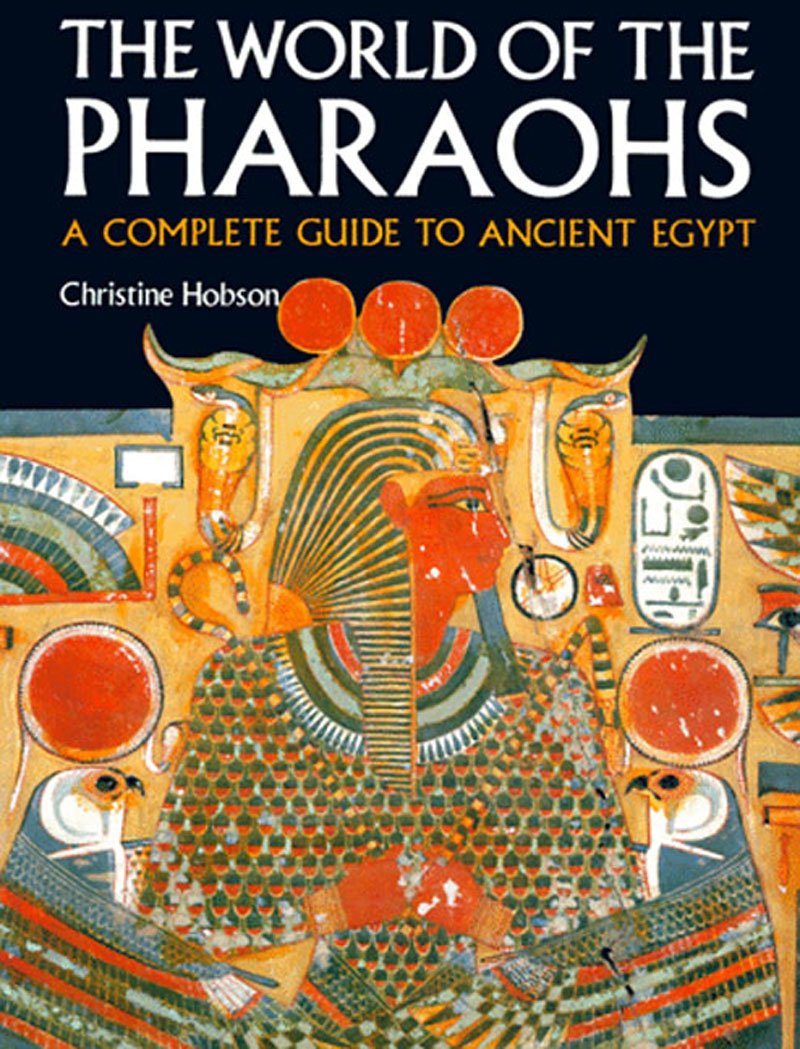 THE WORLD OF THE
PHARAOHS
A COMPLETE GUIDE TO ANCIENT EGYPT
Christine Hobson